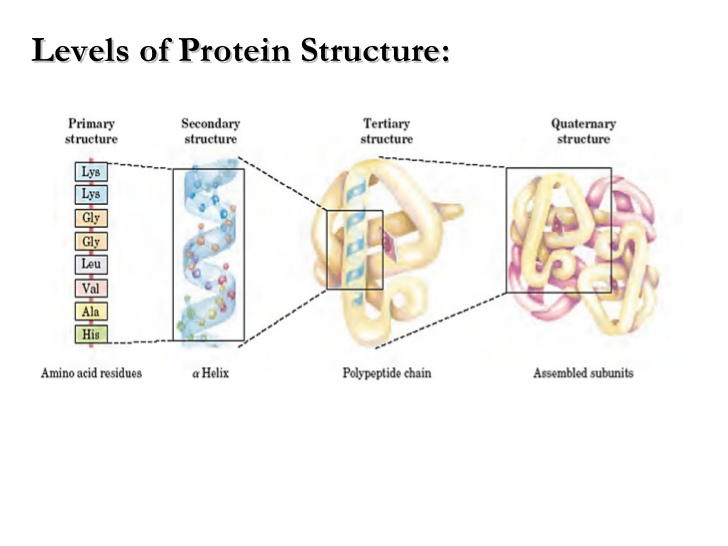 Levels of Protein Structure:
Primary
structure
Secondary
structure
Tertiary
structure
Quaternary
structure
Lys
Lys
Gly
Gly
Leu
Val
Ala
His
Amino acid residues
α Helix
Polypeptide chain
Assembled subunits